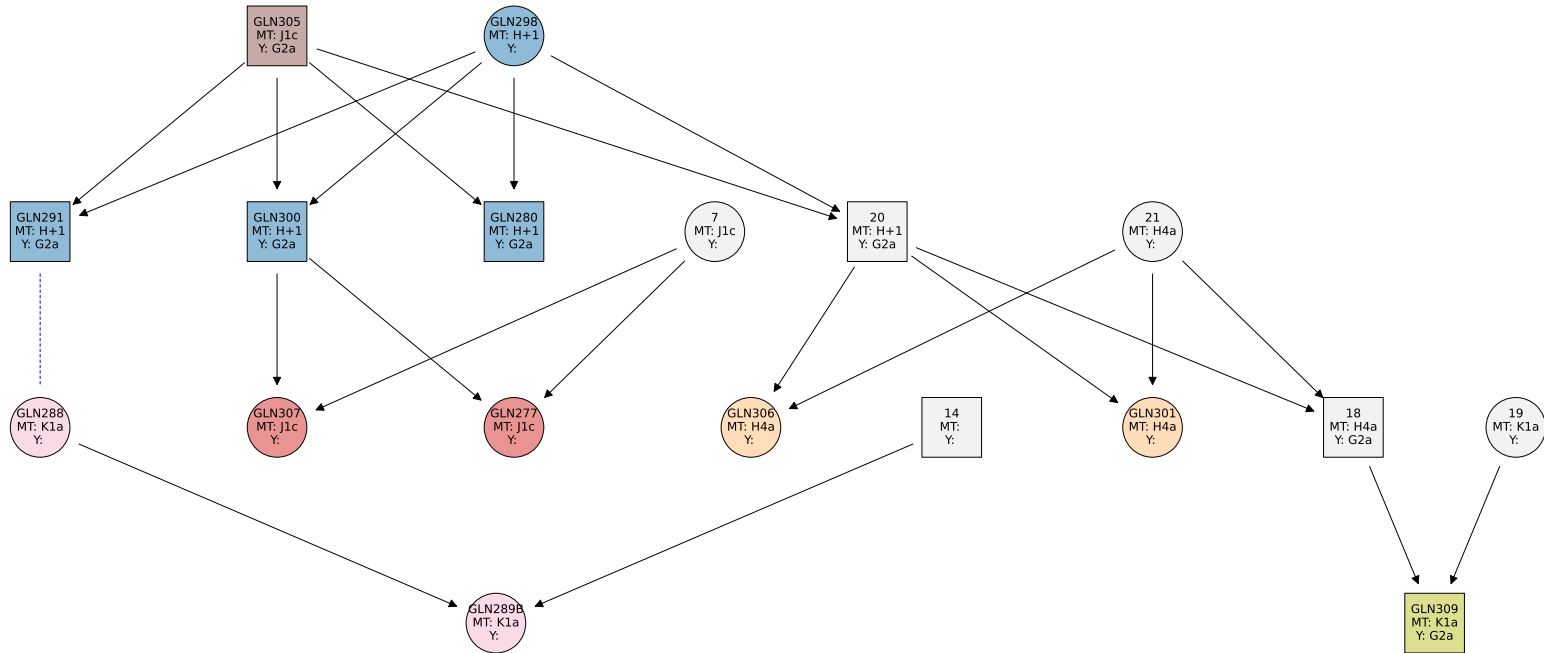 GLN305
MT: J1c
Y: G2a
GLN298
MT: H+1
Y:
GLN291
MT: H+1
Y: G2a
GLN300
MT: H+1
Y: G2a
GLN280
MT: H+1
Y: G2a
7
MT: J1c
Y:
20
MT: H+1
Y: G2a
21
MT: H4a
Y:
GLN288
MT: K1a
Y:
GLN307
MT: J1c
Y:
GLN277
MT: J1c
Y:
GLN306
MT: H4a
Y:
14
MT:
Y:
GLN301
MT: H4a
Y:
18
MT: H4a
Y: G2a
19
MT: K1a
Y:
GLN289B
MT: K1a
Y:
GLN309
MT: K1a
Y: G2a